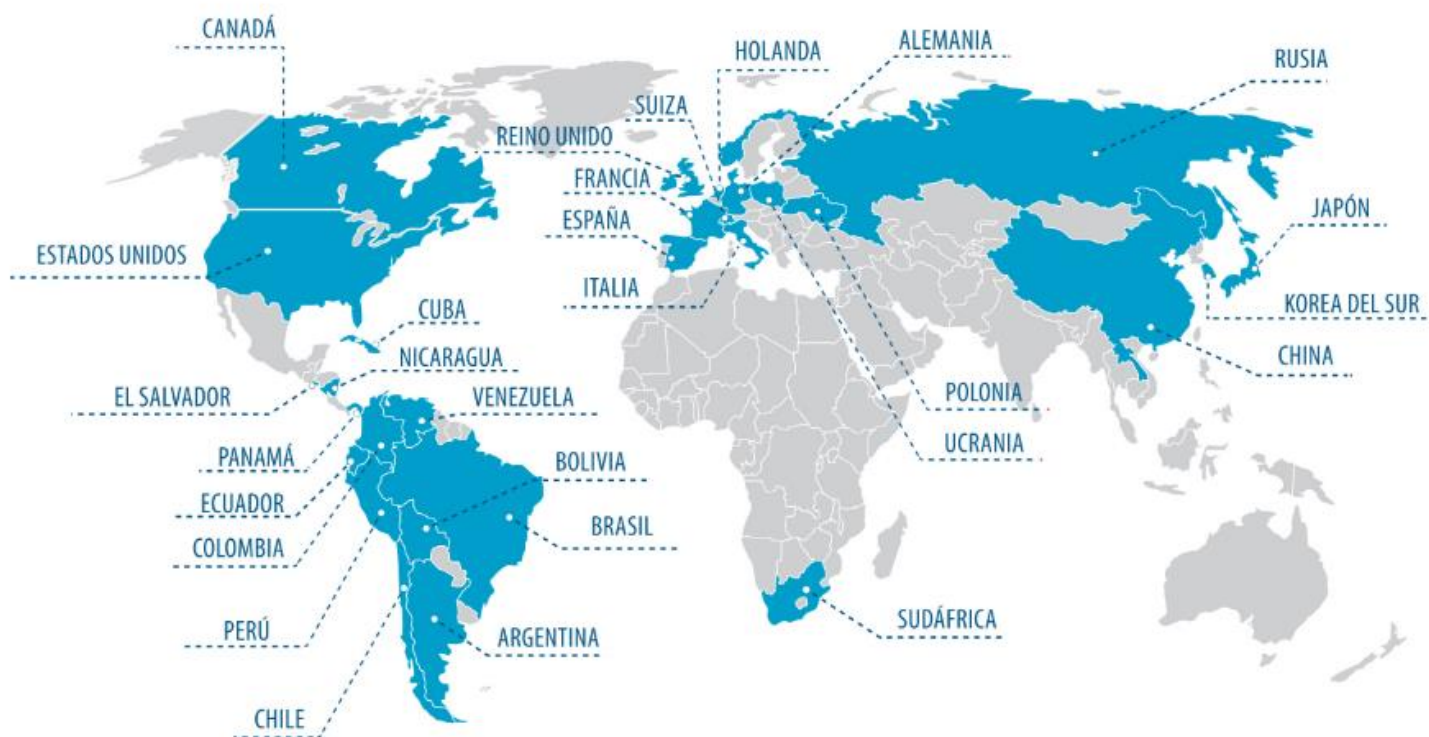 CANADÁ
HOLANDA
ALEMANIA
RUSIA
SUIZA
REINO UNIDO
FRANCIA
ESPAÑA
JAPÓN
ESTADOS UNIDOS
ITALIA
KOREA DEL SUR
CUBA
NICARAGUA
CHINA
EL SALVADOR
VENEZUELA
POLONIA
PANAMÁ
BOLIVIA
UCRANIA
ECUADOR
BRASIL
COLOMBIA
PERÚ
ARGENTINA
SUDÁFRICA
CHILE